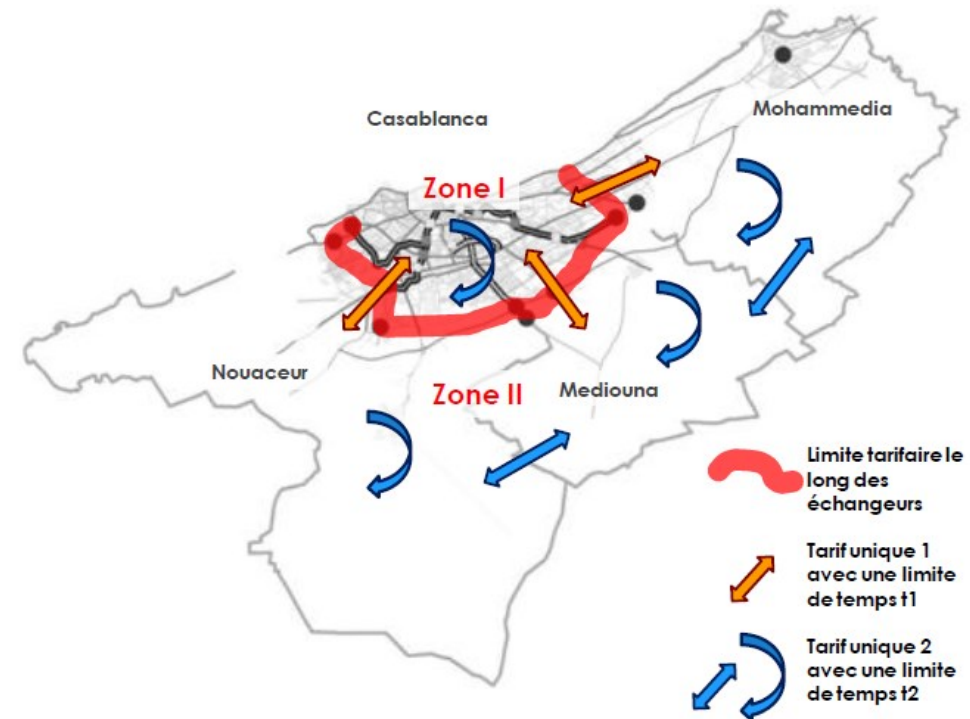 Casablanca
Mohammedia
Zone I
Nouaceur
Zone II
Mediouna
Limite tarifaire le
long des
échangeurs
Tarif unique 1
avec une limite
de temps t1
Tarif unique 2
avec une limite
de temps t2